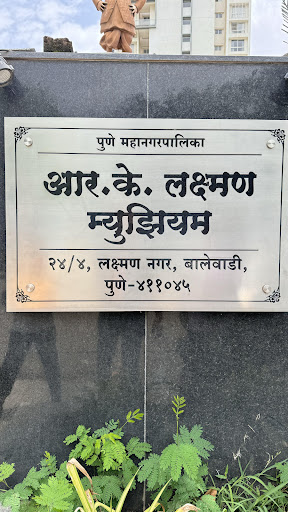 पुणे महानगरपालिका
आर.के. लक्ष्मण
म्युझियम
२४/४, लक्ष्मण नगर, बालेवाडी,
पुणे-४११०४५